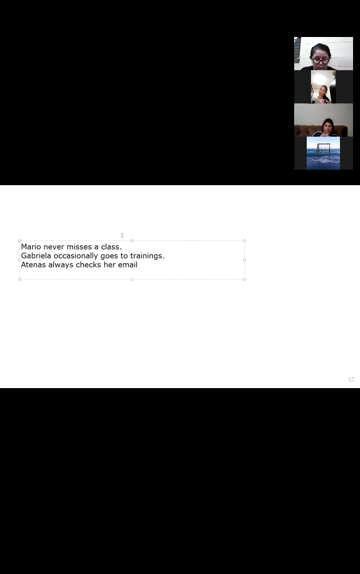 Mario never misses a class.
Gabriela occasionally goes to trainings.
Atenas always checks her email